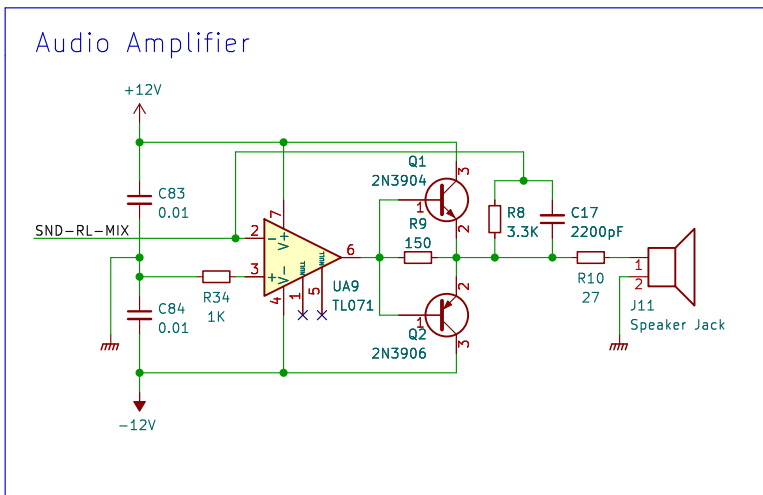 Audio Amplifier
+12V
Q1
3
2N3904
C83
0.01
1
R8
3.3K
C17
2200pF
7
R9
2
150
SND-RL-MIX
2
-
V+
NULL
NULL
6
3
+
V-
1
5
4
R34
1K
UA9
TL071
2
1
2
R10
27
J11
Speaker Jack
C84
0.01
1
Q2
3
2N3906
-12V